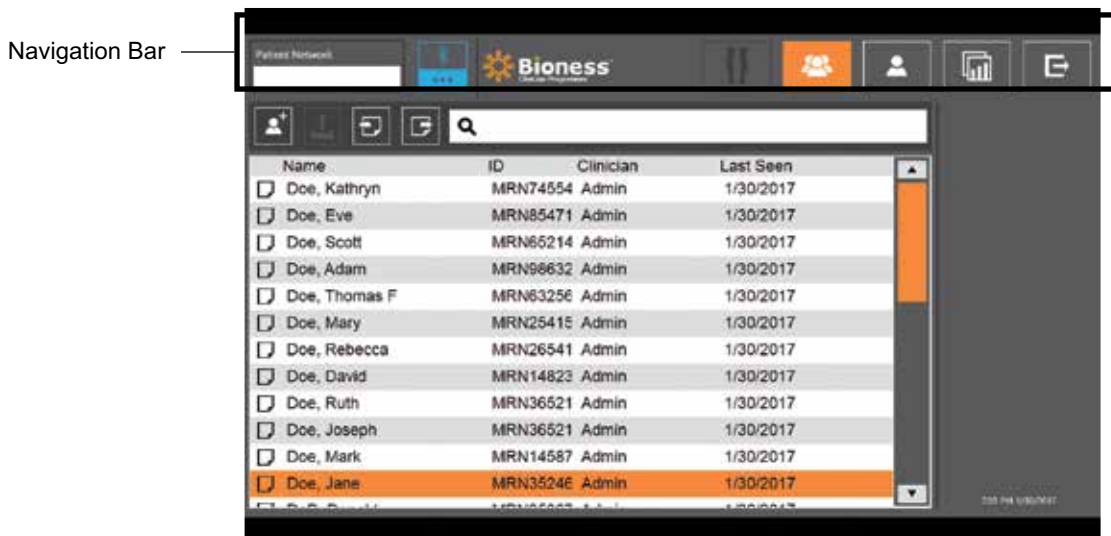 Navigation Bar
Patient Network
Bioness
Clinician Programmer
Name ID Clinician Last Seen
Doe, Kathryn MRN74554 Admin 1/30/2017
Doe, Eve MRN85471 Admin 1/30/2017
Doe, Scott MRN65214 Admin 1/30/2017
Doe, Adam MRN98632 Admin 1/30/2017
Doe, Thomas F MRN63256 Admin 1/30/2017
Doe, Mary MRN25415 Admin 1/30/2017
Doe, Rebecca MRN26541 Admin 1/30/2017
Doe, David MRN14823 Admin 1/30/2017
Doe, Ruth MRN36521 Admin 1/30/2017
Doe, Joseph MRN36521 Admin 1/30/2017
Doe, Mark MRN14587 Admin 1/30/2017
Doe, Jane MRN35246 Admin 1/30/2017